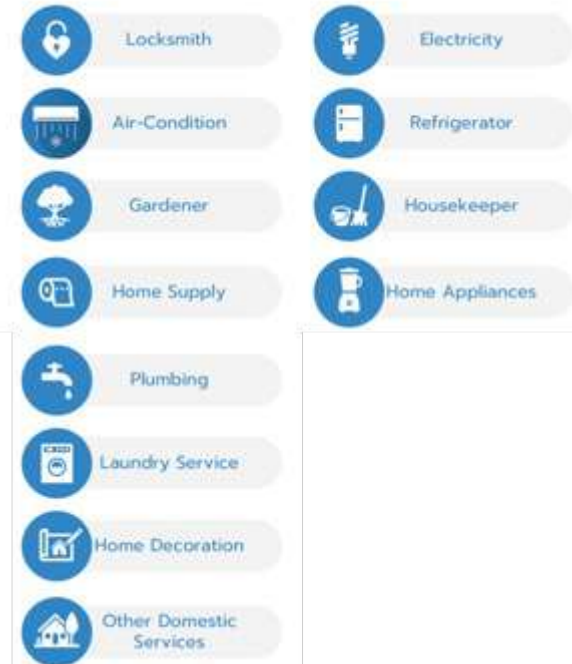 Locksmith
Electricity
Air-Condition
Refrigerator
Gardener
Housekeeper
Home Supply
Home Appliances
Plumbing
Laundry Service
Home Decoration
Other Domestic
Services